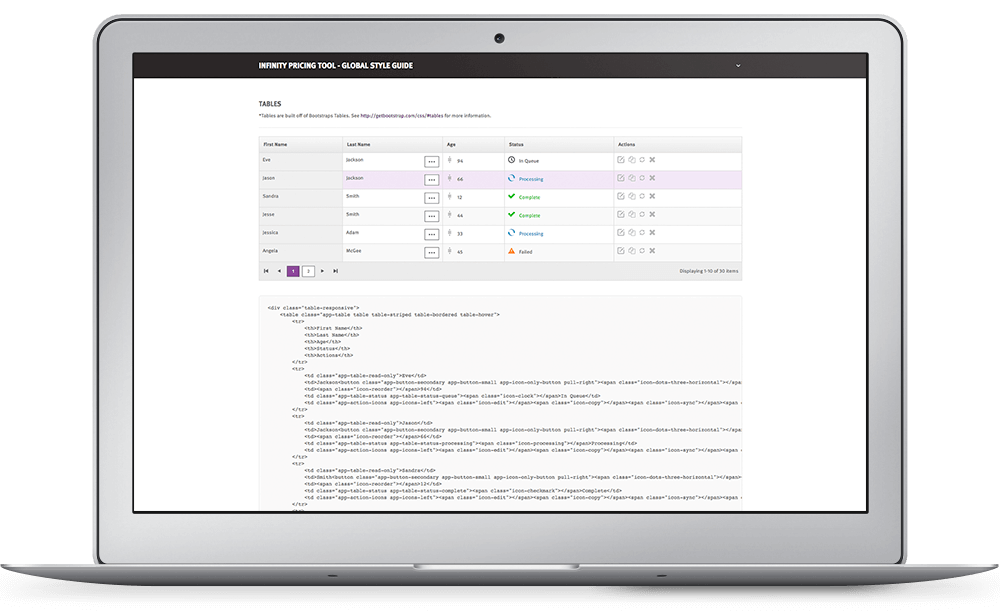 INFINITY PRICING TOOL - GLOBAL STYLE GUIDE
TABLES
*Tables are built off of Bootstraps Tables. See http://getbootstrap.com/css/#tables for more information.
First Name Last Name Age Status Actions
Eve Jackson 94 In Queue
Jason Jackson 66 Processing
Sandra Smith 12 Complete
Jesse Smith 44 Complete
Jessica Adam 33 Processing
Angela McGee 45 Failed
1 2 Displaying 1-10 of 30 items
<div class="table-responsive">
<table class="app-table table table-striped table-bordered table-hover">
<tr>
<th>First Name</th>
<th>Last Name</th>
<th>Age</th>
<th>Status</th>
<th>Actions</th>
</tr>
<tr>
<td class="app-table-read-only">Eve</td>
<td>Jackson<button class="app-button-secondary app-button-small app-icon-only-button pull-right"><span class="icon-dots-three-horizontal"></spa
<td><span class="icon-reorder"></span>94</td>
<td class="app-table-status app-table-status-queue"><span class="icon-clock"></span>In Queue</td>
<td class="app-action-icons app-icons-left"><span class="icon-edit"></span><span class="icon-copy"></span><span class="icon-sync"></span><span
</tr>
<tr>
<td class="app-table-read-only">Jason</td>
<td>Jackson<button class="app-button-secondary app-button-small app-icon-only-button pull-right"><span class="icon-dots-three-horizontal"></spa
<td><span class="icon-reorder"></span>66</td>
<td class="app-table-status app-table-status-processing"><span class="icon-processing"></span>Processing</td>
<td class="app-action-icons app-icons-left"><span class="icon-edit"></span><span class="icon-copy"></span><span class="icon-sync"></span><span
</tr>
<tr>
<td class="app-table-read-only">Sandra</td>
<td>Smith<button class="app-button-secondary app-button-small app-icon-only-button pull-right"><span class="icon-dots-three-horizontal"></span>
<td><span class="icon-reorder"></span>12</td>
<td class="app-table-status app-table-status-complete"><span class="icon-checkmark"></span>Complete</td>
<td class="app-action-icons app-icons-left"><span class="icon-edit"></span><span class="icon-copy"></span><span class="icon-sync"></span><span
</tr>